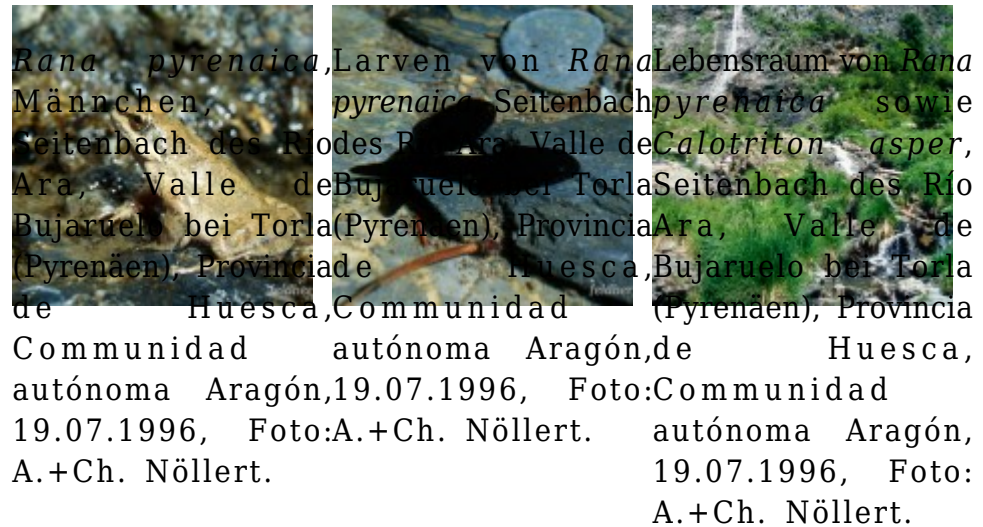 Rana pyrenaica,
Männchen,
Seitenbach des Río
Ara, Valle de
Bujaruelo bei Torla
(Pyrenäen), Provincia
de Huesca,
Communidad
autónoma Aragón,
19.07.1996, Foto:
A.+Ch. Nöllert.
Larven von Rana
pyrenaica Seitenbach
des Río Ara, Valle de
Bujaruelo bei Torla
(Pyrenäen), Provincia
de Huesca,
Communidad
autónoma Aragón,
19.07.1996, Foto:
A.+Ch. Nöllert.
Lebensraum von Rana
pyrenaica sowie
Calotriton asper,
Seitenbach des Río
Ara, Valle de
Bujaruelo bei Torla
(Pyrenäen), Provincia
de Huesca,
Communidad
autónoma Aragón,
19.07.1996, Foto:
A.+Ch. Nöllert.